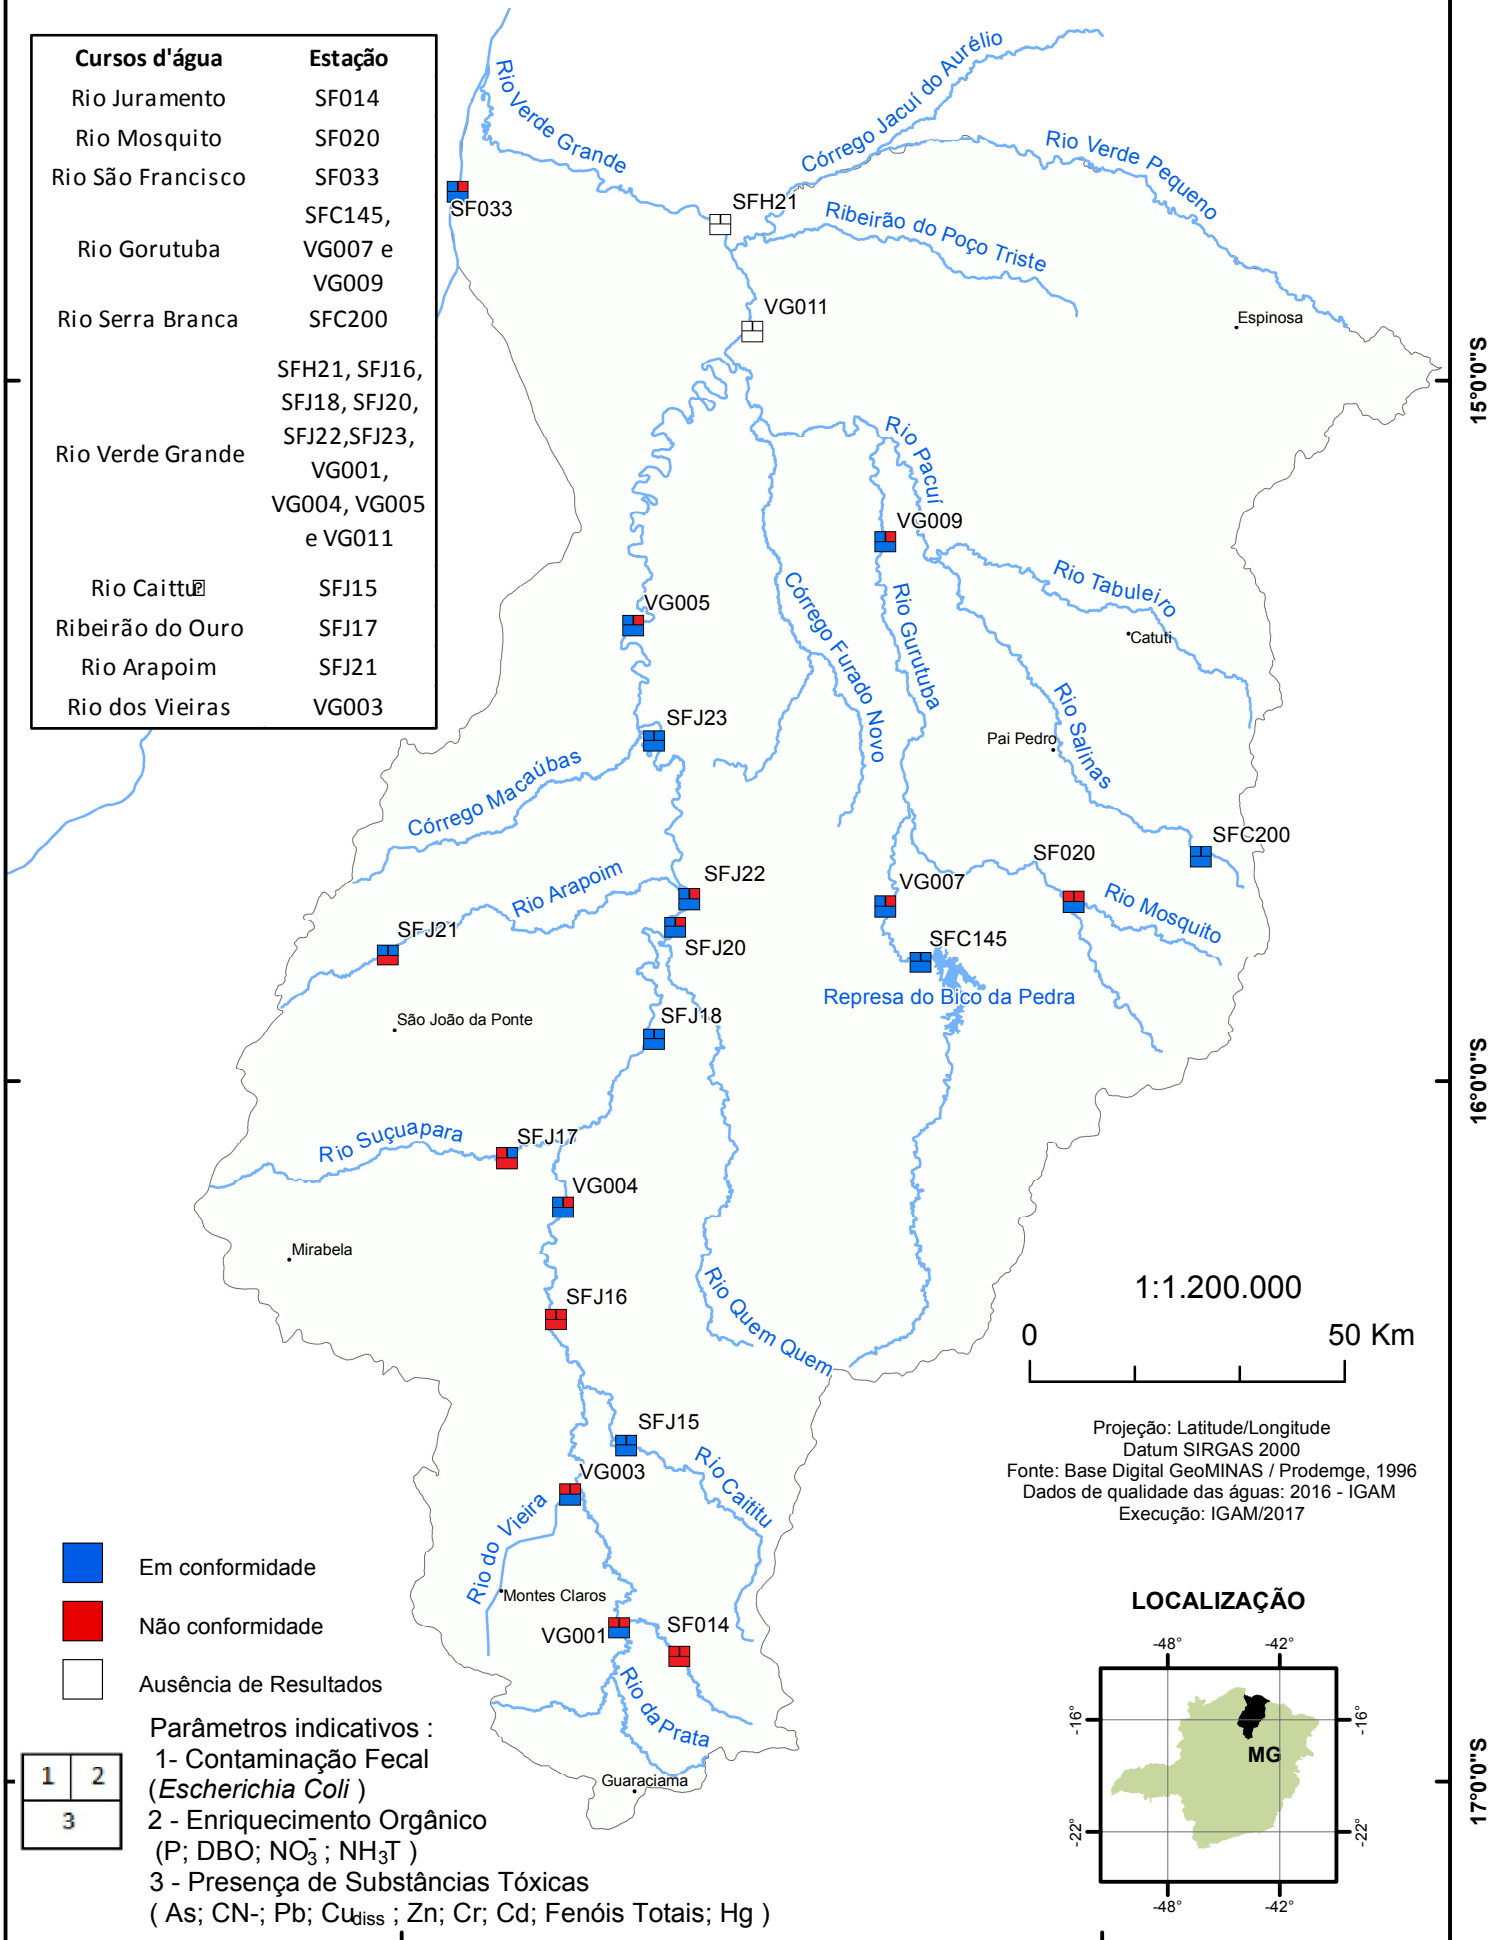 Cursos d'água Estação
Rio Juramento SF014
Rio Mosquito SF020
Rio São Francisco SF033
Rio Gorutuba
SFC145,
VG007 e
VG009
Rio Serra Branca SFC200
Rio Verde Grande
SFH21, SFJ16,
SFJ18, SFJ20,
SFJ22,SFJ23,
VG001,
VG004, VG005
e VG011
Rio Caittu SFJ15
Ribeirão do Ouro SFJ17
Rio Arapoim SFJ21
Rio dos Vieiras VG003
Rio Verde Grande
Córrego Jacuí do Aurélio
Rio Verde Pequeno
SF033
SFH21
Ribeirão do Poço Triste
VG011
Espinosa
15°0'0"S
Rio Pacuí
VG009
Rio Tabuleiro
Catuti
VG005
Córrego Furado Novo
Rio Gurutuba
Rio Salinas
Pai Pedro
SFJ23
Córrego Macaúbas
SFC200
SF020
Rio Mosquito
SFJ22
Rio Arapoim
VG007
SFJ21
SFJ20
SFC145
Represa do Bico da Pedra
São João da Ponte
SFJ18
16°0'0"S
Rio Suçuapara
SFJ17
VG004
Mirabela
SFJ16
Rio Quem Quem
1:1.200.000
0 50 Km
SFJ15
VG003
Rio Caititu
Rio do Vieira
Montes Claros
VG001
SF014
Rio da Prata
Guaraciama
Projeção: Latitude/Longitude
Datum SIRGAS 2000
Fonte: Base Digital GeoMINAS / Prodemge, 1996
Dados de qualidade das águas: 2016 - IGAM
Execução: IGAM/2017
Em conformidade
Não conformidade
Ausência de Resultados
Parâmetros indicativos :
1- Contaminação Fecal
(Escherichia Coli )
2 - Enriquecimento Orgânico
(P; DBO; NO₃⁻ ; NH₃T )
3 - Presença de Substâncias Tóxicas
( As; CN-; Pb; Cudiss ; Zn; Cr; Cd; Fenóis Totais; Hg )
1 2
3
LOCALIZAÇÃO
-48° -42°
-16° -16°
MG
-22° -22°
-48° -42°
17°0'0"S